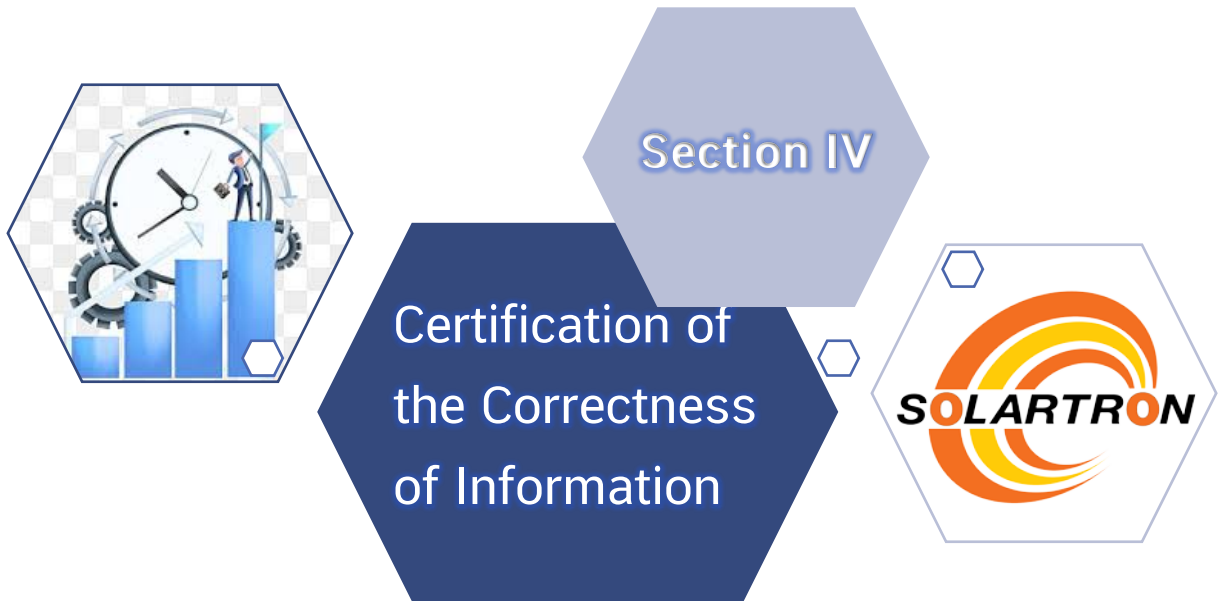 Section IV
Certification of
the Correctness
of Information
SOLARTRON